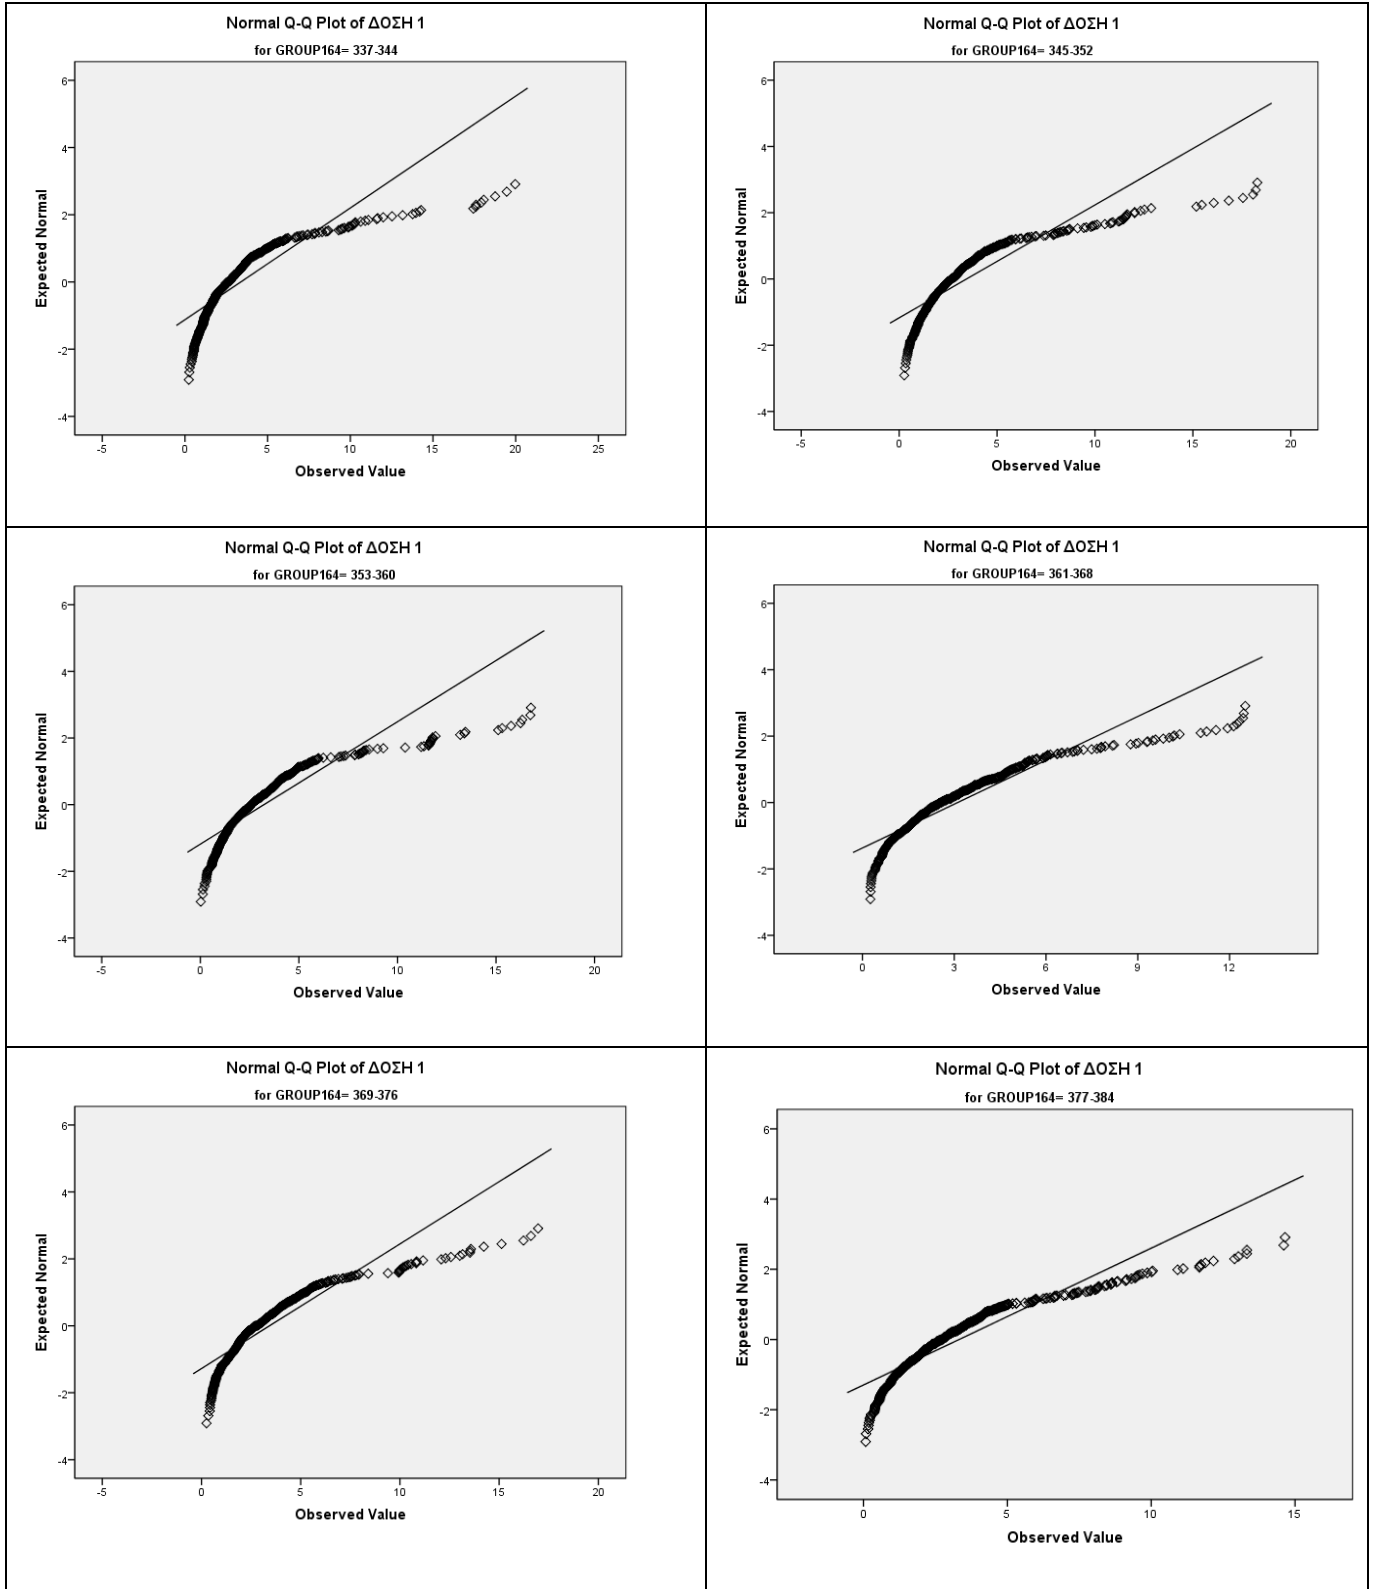 Normal Q-Q Plot of ΔΟΣΗ 1
for GROUP164= 337-344
6
4
2
0
-2
-4
Expected Normal
-5 0 5 10 15 20 25
Observed Value
Normal Q-Q Plot of ΔΟΣΗ 1
for GROUP164= 345-352
6
4
2
0
-2
-4
Expected Normal
-5 0 5 10 15 20
Observed Value
Normal Q-Q Plot of ΔΟΣΗ 1
for GROUP164= 353-360
6
4
2
0
-2
-4
Expected Normal
-5 0 5 10 15 20
Observed Value
Normal Q-Q Plot of ΔΟΣΗ 1
for GROUP164= 361-368
6
4
2
0
-2
-4
Expected Normal
0 3 6 9 12
Observed Value
Normal Q-Q Plot of ΔΟΣΗ 1
for GROUP164= 369-376
6
4
2
0
-2
-4
Expected Normal
-5 0 5 10 15 20
Observed Value
Normal Q-Q Plot of ΔΟΣΗ 1
for GROUP164= 377-384
6
4
2
0
-2
-4
Expected Normal
0 5 10 15
Observed Value